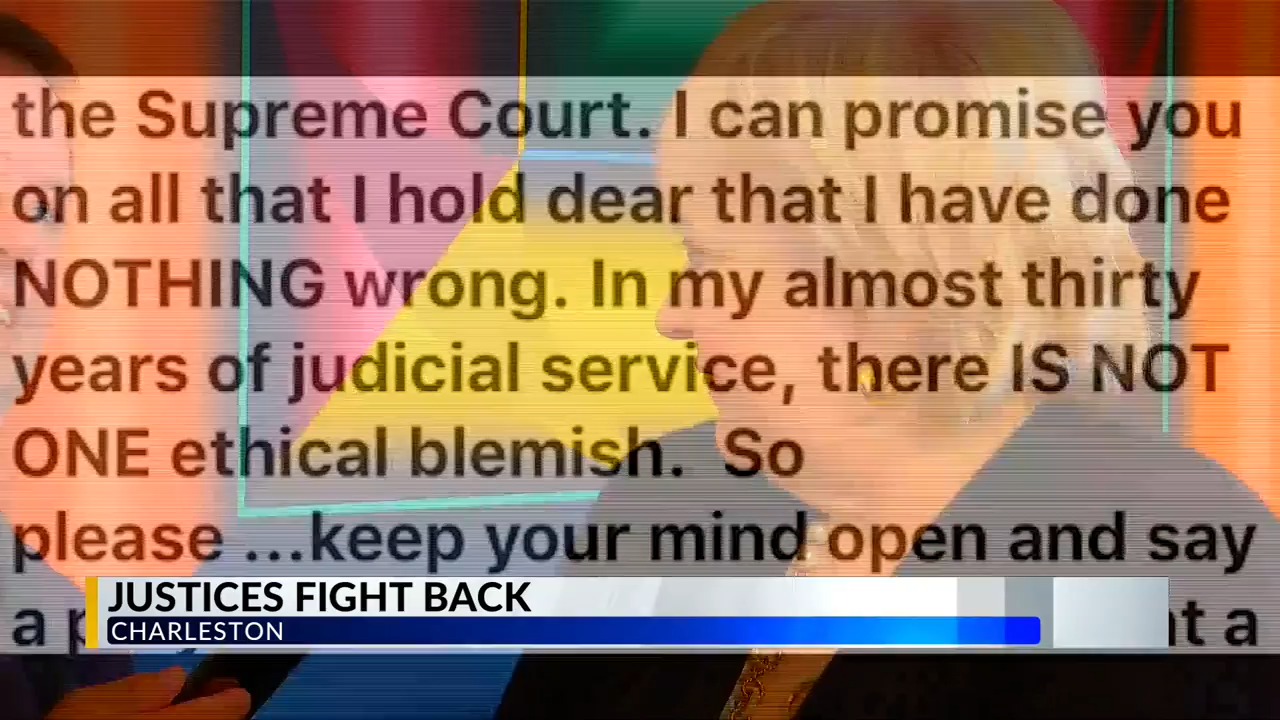 the Supreme Court. I can promise you
on all that I hold dear that I have done
NOTHING wrong. In my almost thirty
years of judicial service, there IS NOT
ONE ethical blemish. So
please ...keep your mind open and say
a
a
JUSTICES FIGHT BACK
CHARLESTON